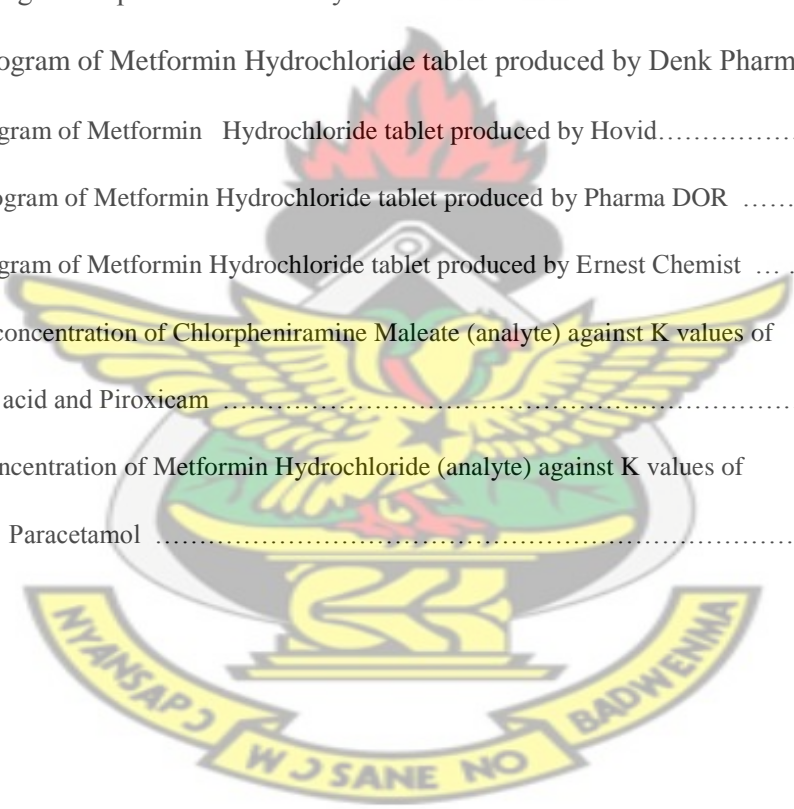 ogram of Metformin Hydrochloride tablet produced by Denk Pharm
gram of Metformin Hydrochloride tablet produced by Hovid……………..
ogram of Metformin Hydrochloride tablet produced by Pharma DOR ……
gram of Metformin Hydrochloride tablet produced by Ernest Chemist … .
concentration of Chlorpheniramine Maleate (analyte) against K values of
acid and Piroxicam ……………………………………………………………
ncentration of Metformin Hydrochloride (analyte) against K values of
Paracetamol ……………………………………………………………………
NYANSAPƆ
WƆSANE NO
BADWENMA